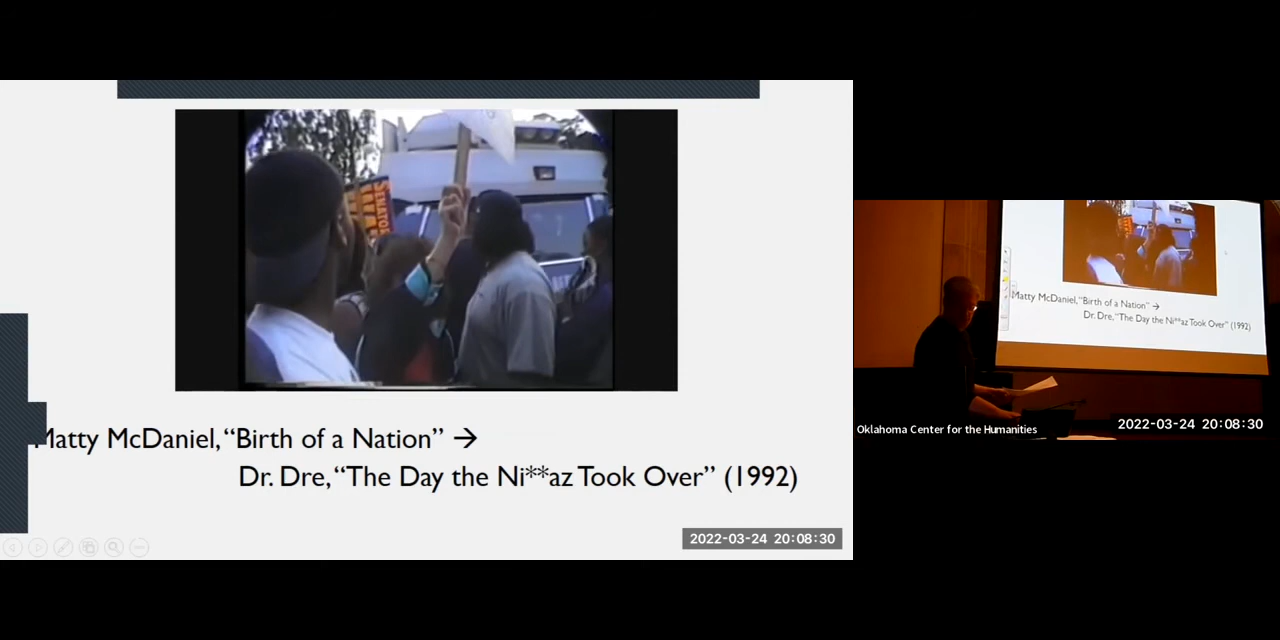 SENATOR
Matty McDaniel, “Birth of a Nation” →
Dr. Dre, “The Day the Ni**az Took Over” (1992)
2022-03-24 20:08:30
Matty McDaniel, “Birth of a Nation” →
Dr. Dre, “The Day the Ni**az Took Over” (1992)
Oklahoma Center for the Humanities
2022-03-24 20:08:30